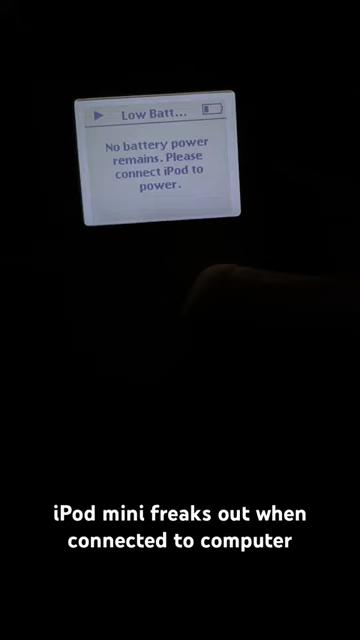 Low Batt...
No battery power
remains. Please
connect iPod to
power.
iPod mini freaks out when
connected to computer